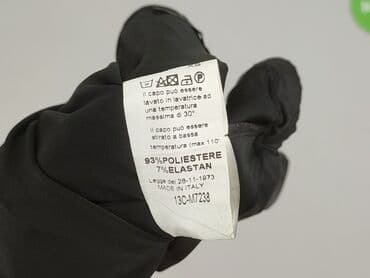 P
Il capo può essere
lavato in lavatrice ad
una temperatura
massima di 30°
Il capo può essere
stirato a bassa
temperatura (max 110°
93%POLIESTERE
7%ELASTAN
Legge del 26-11-1973
MADE IN ITALY
13C-M7238